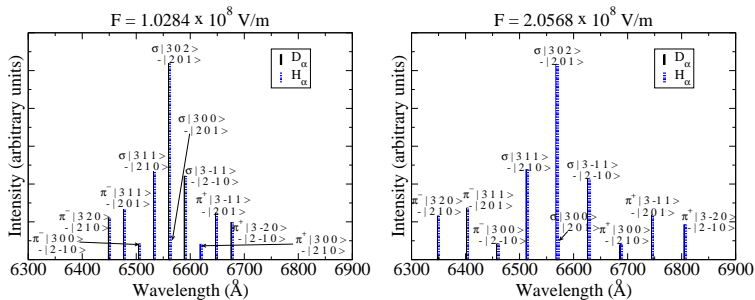 F = 1.0284 x 10^8 V/m
Intensity (arbitrary units)
σ|302>
-|201>
D_α
H_α
σ|300>
-|201>
σ|311>
-|210>
σ|3-11>
-|2-10>
π^-|311>
-|201>
π^-|320>
-|210>
π^-|300>
-|2-10>
π^+|3-11>
-|201>
π^+|3-20>
-|2-10>
π^+|300>
-|210>
6300 6400 6500 6600 6700 6800 6900
Wavelength (Å)
F = 2.0568 x 10^8 V/m
Intensity (arbitrary units)
σ|302>
-|201>
D_α
H_α
σ|311>
-|210>
σ|3-11>
-|2-10>
π^-|320>
-|210>
π^-|311>
-|201>
π^-|300>
-|2-10>
σ|300>
-|201>
π^+|300>
-|210>
π^+|3-11>
-|201>
π^+|3-20>
-|2-10>
6300 6400 6500 6600 6700 6800 6900
Wavelength (Å)